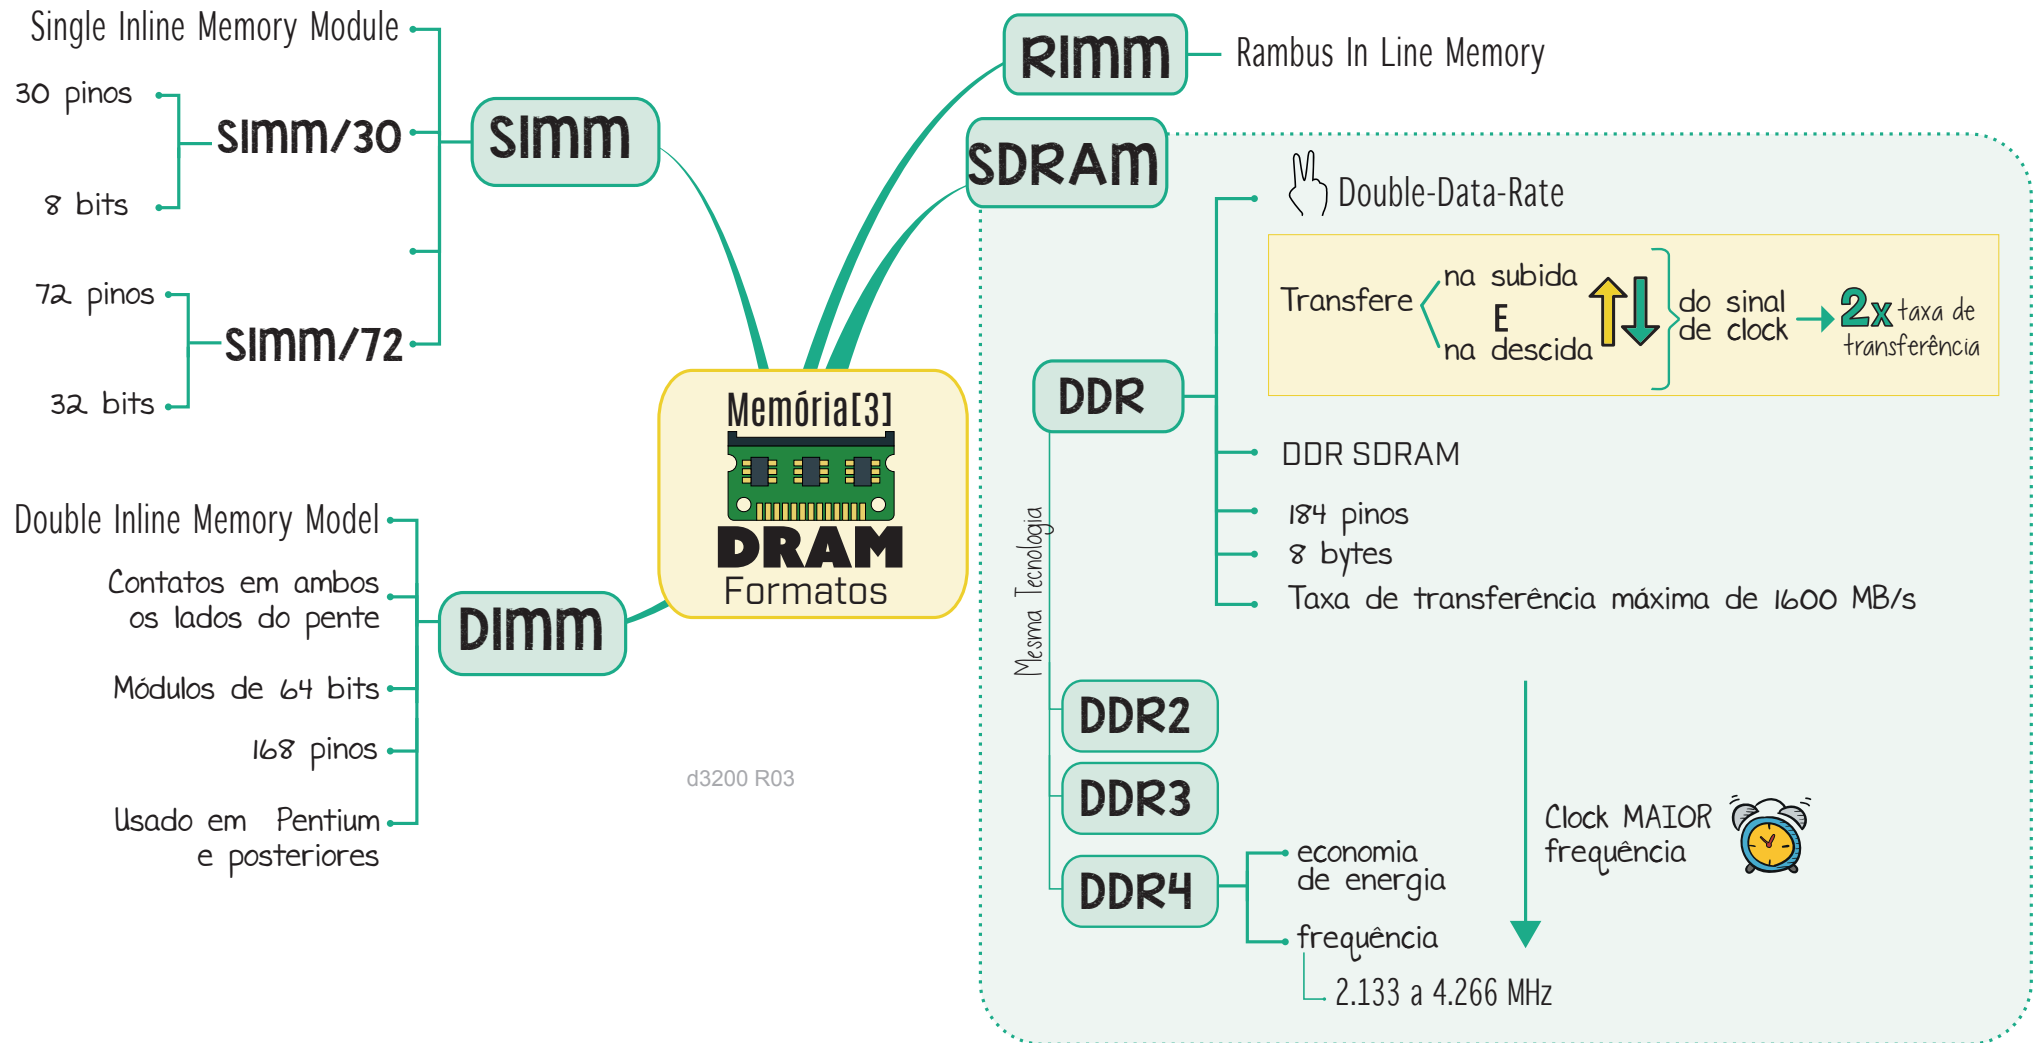 Memória[3]
DRAM
Formatos
SIMM
Single Inline Memory Module
SIMM/30
30 pinos
8 bits
SIMM/72
72 pinos
32 bits
DIMM
Double Inline Memory Model
Contatos em ambos
os lados do pente
Módulos de 64 bits
168 pinos
Usado em Pentium
e posteriores
d3200 R03
RIMM
Rambus In Line Memory
SDRAM
DDR
Double-Data-Rate
Transfere
na subida
E
na descida
do sinal
de clock
2x taxa de
transferência
DDR SDRAM
184 pinos
8 bytes
Taxa de transferência máxima de 1600 MB/s
Mesma Tecnologia
DDR2
DDR3
DDR4
economia
de energia
frequência
2.133 a 4.266 MHz
Clock MAIOR
frequência